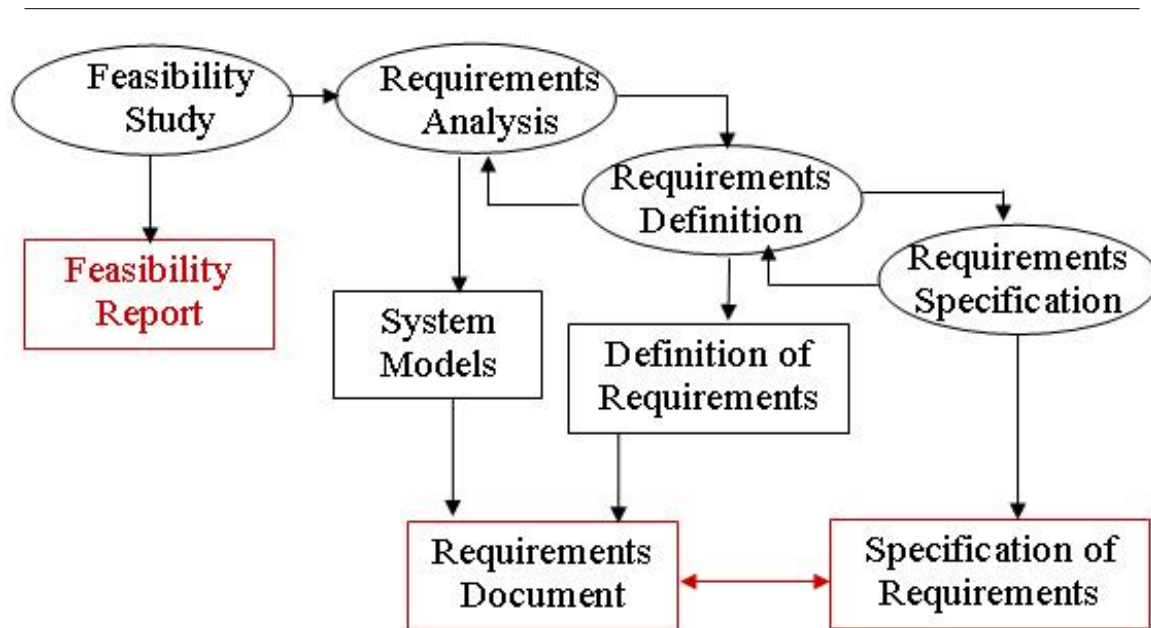 Feasibility
Study
Requirements
Analysis
Requirements
Definition
Requirements
Specification
Feasibility
Report
System
Models
Definition of
Requirements
Requirements
Document
Specification of
Requirements